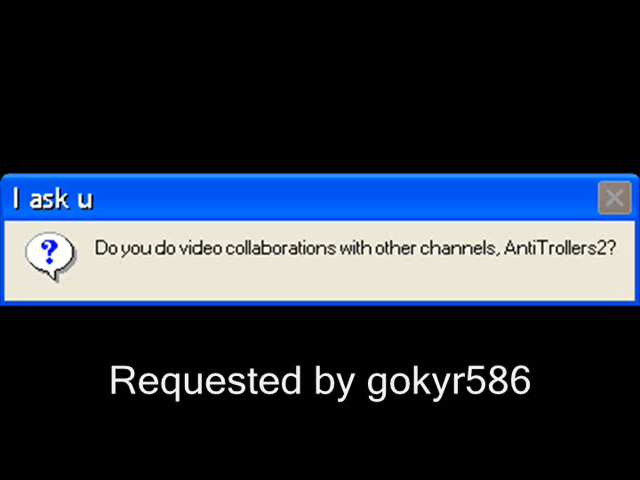 I ask u
Do you do video collaborations with other channels, AntiTrollers2?
Requested by gokyr586